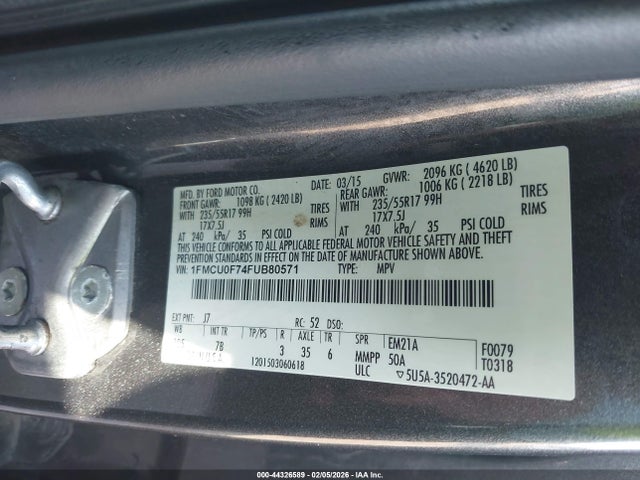 MFD. BY FORD MOTOR CO.
DATE: 03/15 GVWR: 2096 KG ( 4620 LB)
FRONT GAWR: 1098 KG ( 2420 LB) REAR GAWR: 1006 KG ( 2218 LB)
WITH 235/55R17 99H TIRES WITH 235/55R17 99H TIRES
17X7.5J RIMS 17X7.5J RIMS
AT 240 kPa/ 35 PSI COLD AT 240 kPa/ 35 PSI COLD
THIS VEHICLE CONFORMS TO ALL APPLICABLE FEDERAL MOTOR VEHICLE SAFETY AND THEFT
PREVENTION STANDARDS IN EFFECT ON THE DATE OF MANUFACTURE SHOWN ABOVE.
VIN: 1FMCU0F74FUB80571 TYPE: MPV
EXT PNT: J7 RC: 52 DSO:
WB INT TR TP/PS R AXLE TR SPR EM21A F0079
7B 3 35 6 MMPP 50A T0318
1201503060618 ULC 5U5A-3520472-AA
000-44326589 - 02/05/2026 - IAA Inc.